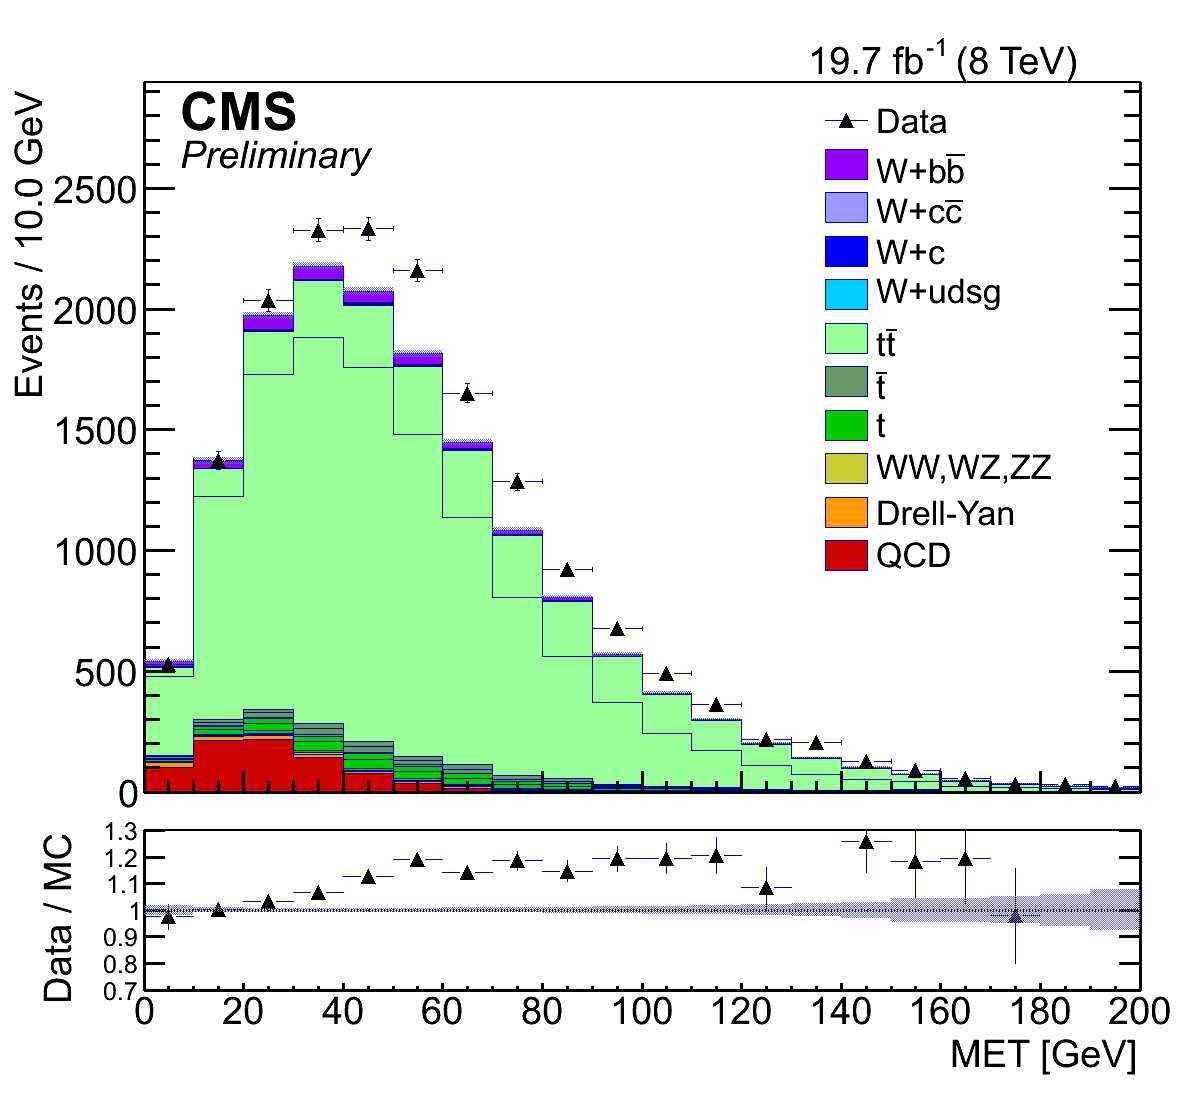 19.7 fb⁻¹ (8 TeV)
CMS
Preliminary
Events / 10.0 GeV
2500
2000
1500
1000
500
0
Data
W+bb̅
W+cc̅
W+c
W+udsg
tt̅
t̅
t
WW,WZ,ZZ
Drell-Yan
QCD
Data / MC
1.3
1.2
1.1
1
0.9
0.8
0.7
0 20 40 60 80 100 120 140 160 180 200
MET [GeV]